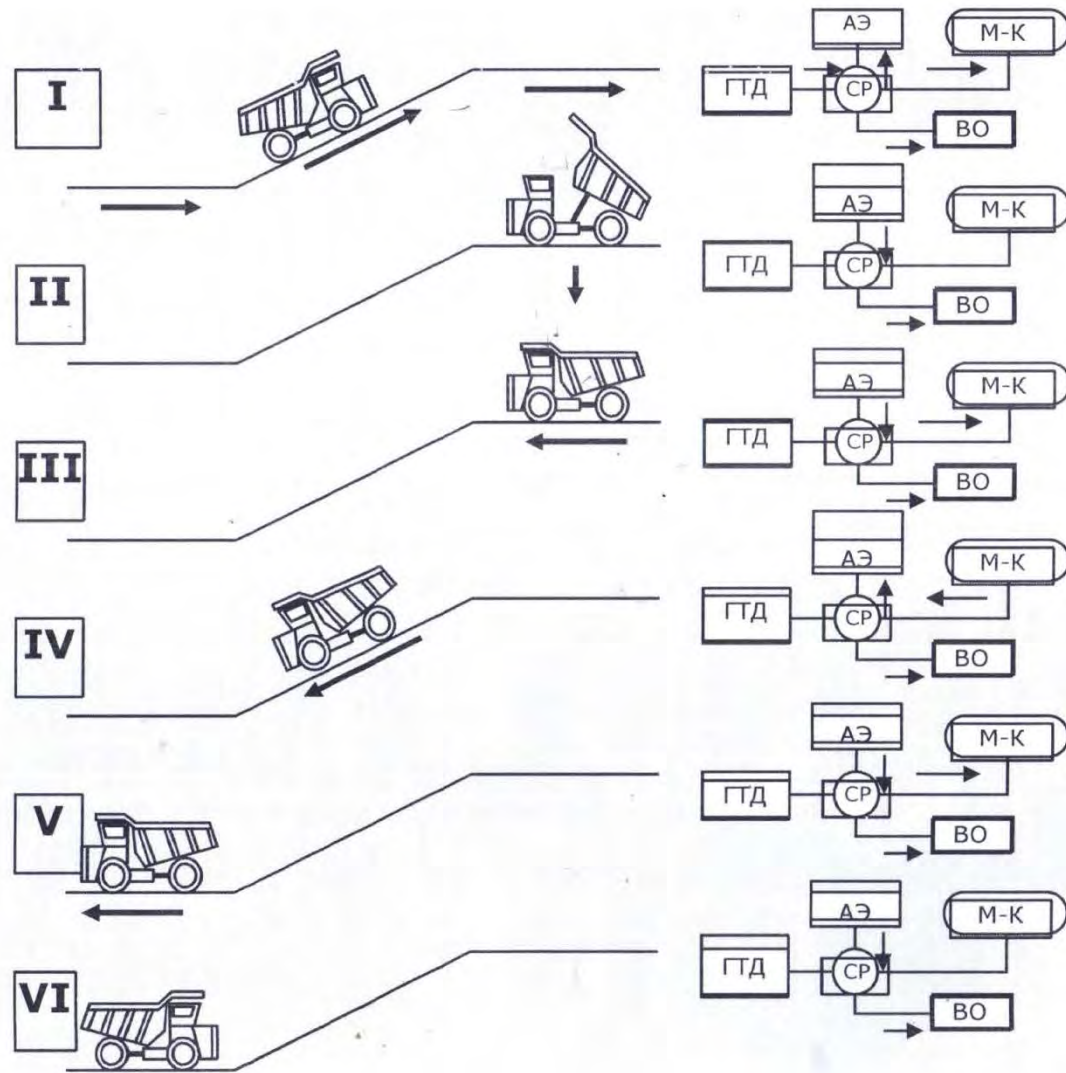 I
АЭ
М-К
ГТД
СР
ВО
II
АЭ
М-К
ГТД
СР
ВО
III
АЭ
М-К
ГТД
СР
ВО
IV
АЭ
М-К
ГТД
СР
ВО
V
АЭ
М-К
ГТД
СР
ВО
VI
АЭ
М-К
ГТД
СР
ВО